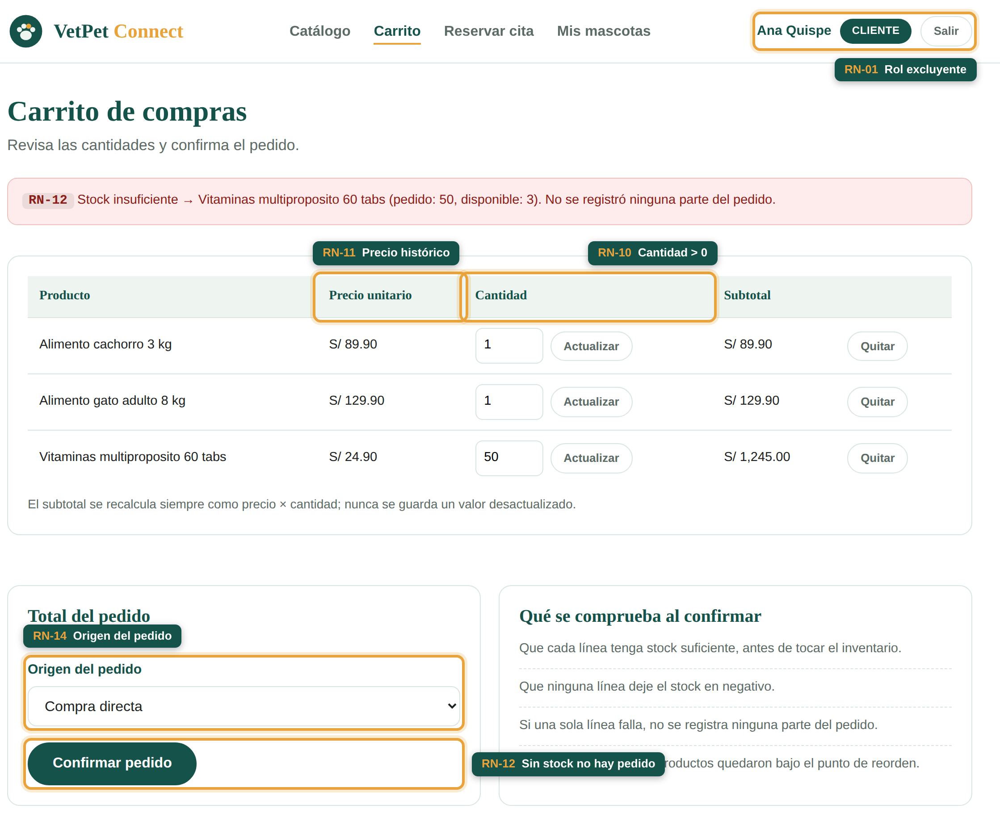 VetPet Connect
Catálogo Carrito Reservar cita Mis mascotas
Ana Quispe CLIENTE Salir
RN-01 Rol excluyente
Carrito de compras
Revisa las cantidades y confirma el pedido.
RN-12 Stock insuficiente → Vitaminas multiproposito 60 tabs (pedido: 50, disponible: 3). No se registró ninguna parte del pedido.
RN-11 Precio histórico RN-10 Cantidad > 0
Producto Precio unitario Cantidad Subtotal
Alimento cachorro 3 kg S/ 89.90 1 Actualizar S/ 89.90 Quitar
Alimento gato adulto 8 kg S/ 129.90 1 Actualizar S/ 129.90 Quitar
Vitaminas multiproposito 60 tabs S/ 24.90 50 Actualizar S/ 1,245.00 Quitar
El subtotal se recalcula siempre como precio × cantidad; nunca se guarda un valor desactualizado.
Total del pedido
RN-14 Origen del pedido
Origen del pedido
Compra directa
Confirmar pedido
Qué se comprueba al confirmar
Que cada línea tenga stock suficiente, antes de tocar el inventario.
Que ninguna línea deje el stock en negativo.
Si una sola línea falla, no se registra ninguna parte del pedido.
RN-12 Sin stock no hay pedido
quedaron bajo el punto de reorden.